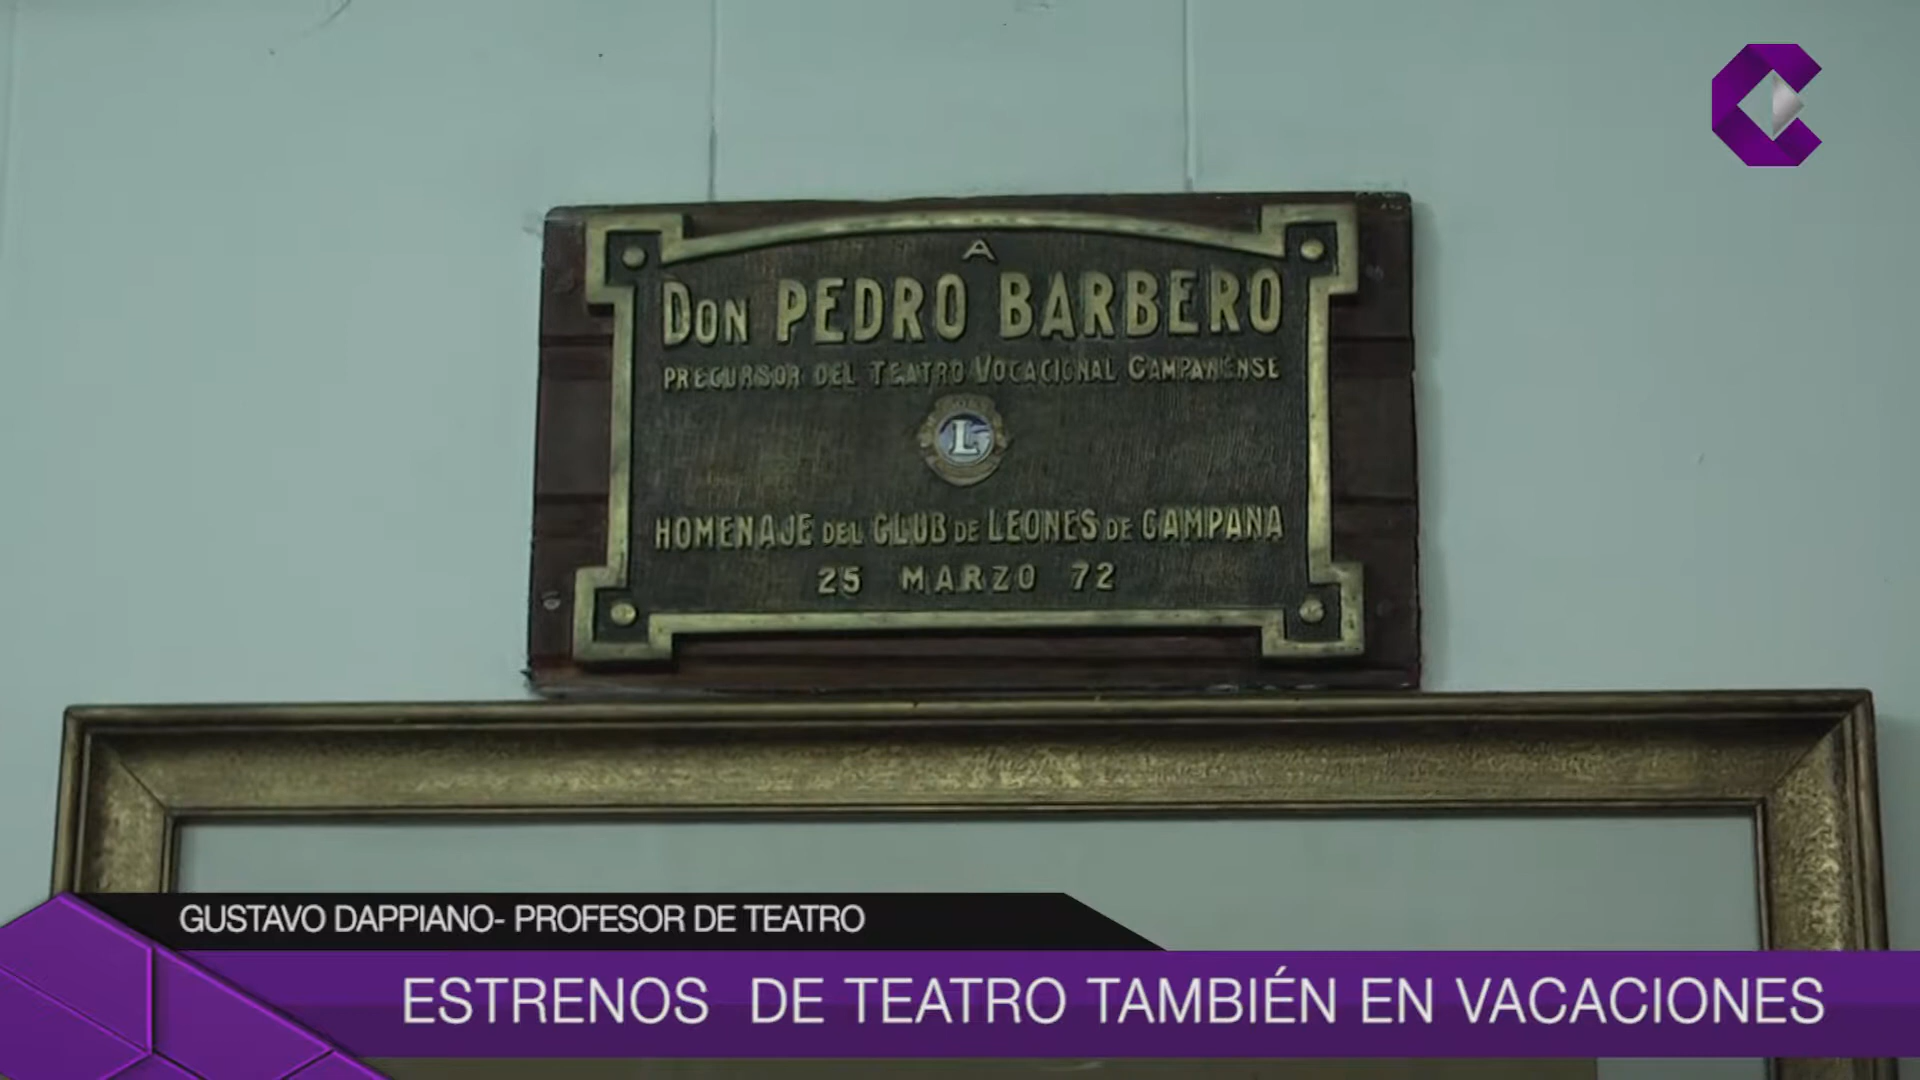 A
DON PEDRO BARBERO
PRECURSOR DEL TEATRO VOCACIONAL CAMPANENSE
L
HOMENAJE DEL CLUB DE LEONES DE CAMPANA
25 MARZO 72
GUSTAVO DAPPIANO- PROFESOR DE TEATRO
ESTRENOS DE TEATRO TAMBIÉN EN VACACIONES